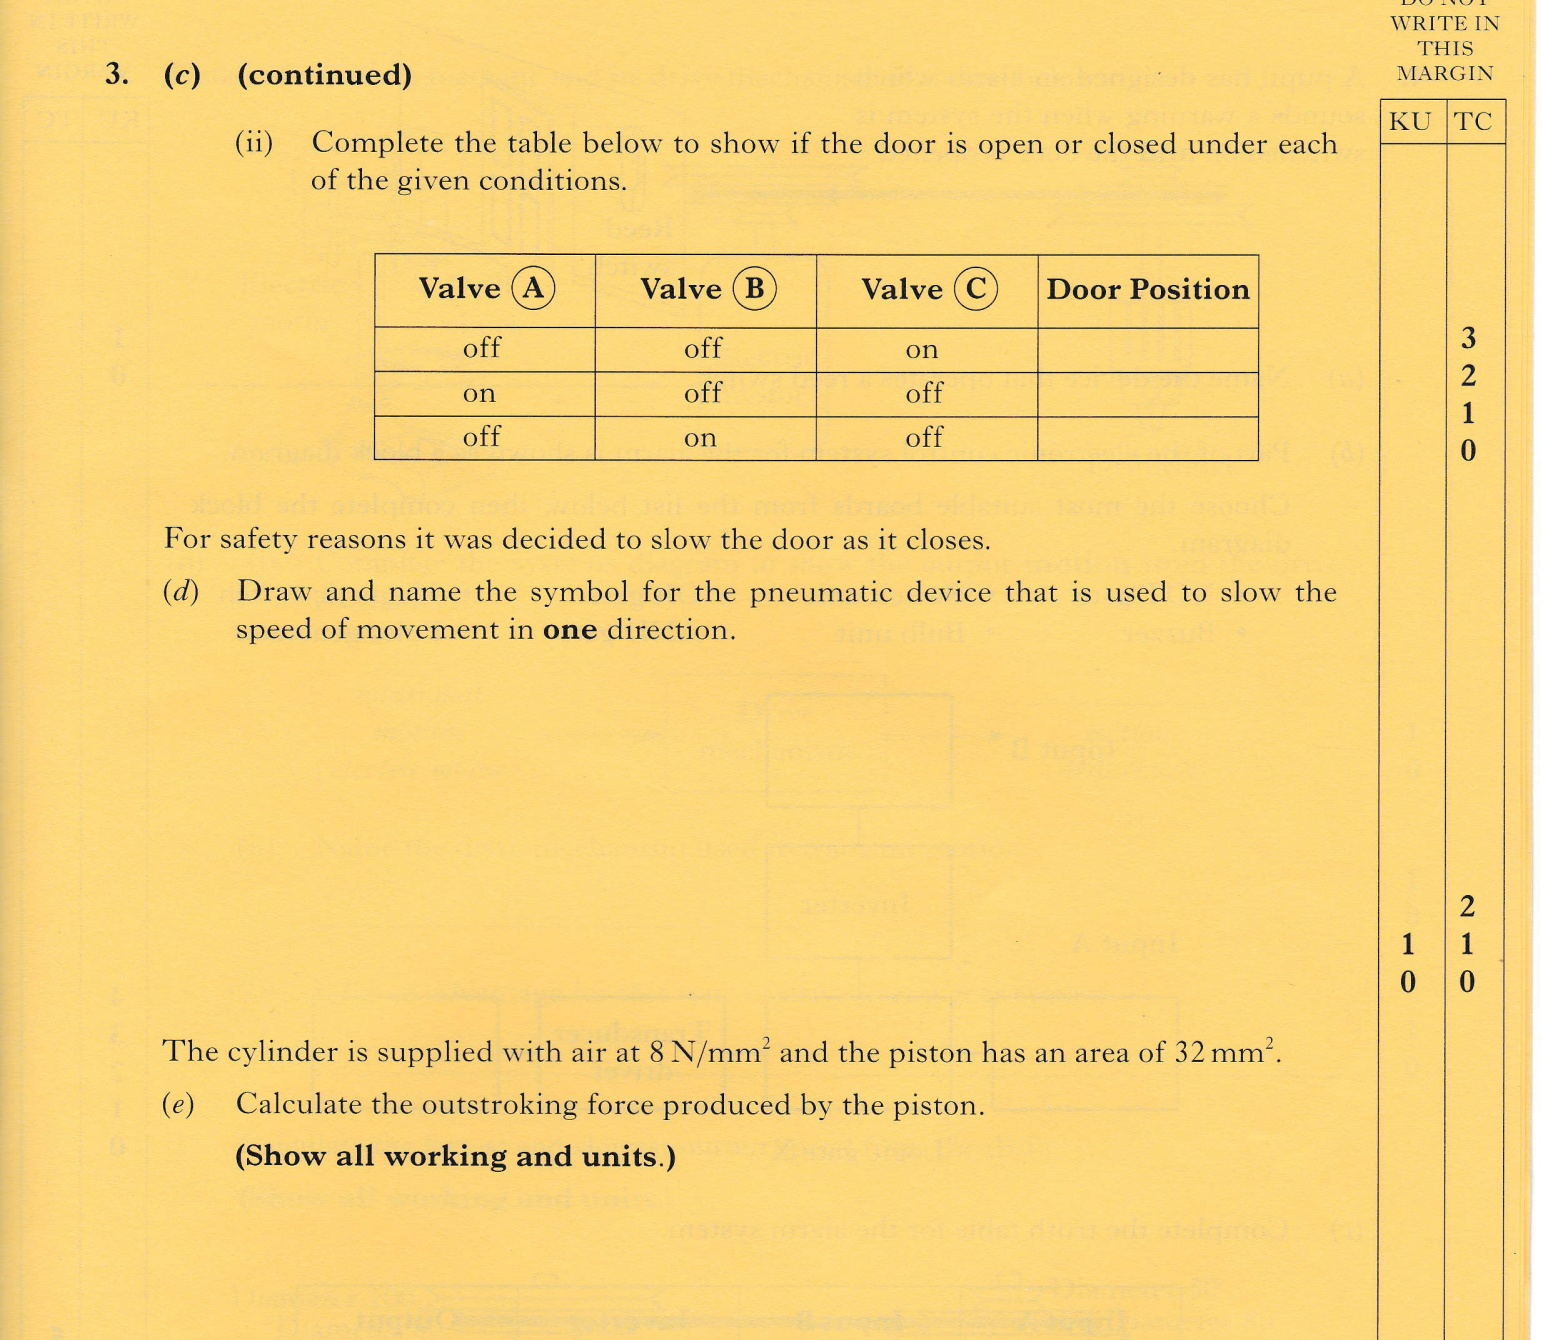 DO NOT
WRITE IN
THIS
MARGIN
KU TC
3. (c) (continued)
(ii) Complete the table below to show if the door is open or closed under each
of the given conditions.
Valve A Valve B Valve C Door Position
off off on
on off off
off on off
3
2
1
0
For safety reasons it was decided to slow the door as it closes.
(d) Draw and name the symbol for the pneumatic device that is used to slow the
speed of movement in one direction.
2
1 1
0 0
The cylinder is supplied with air at 8 N/mm² and the piston has an area of 32 mm².
(e) Calculate the outstroking force produced by the piston.
(Show all working and units.)